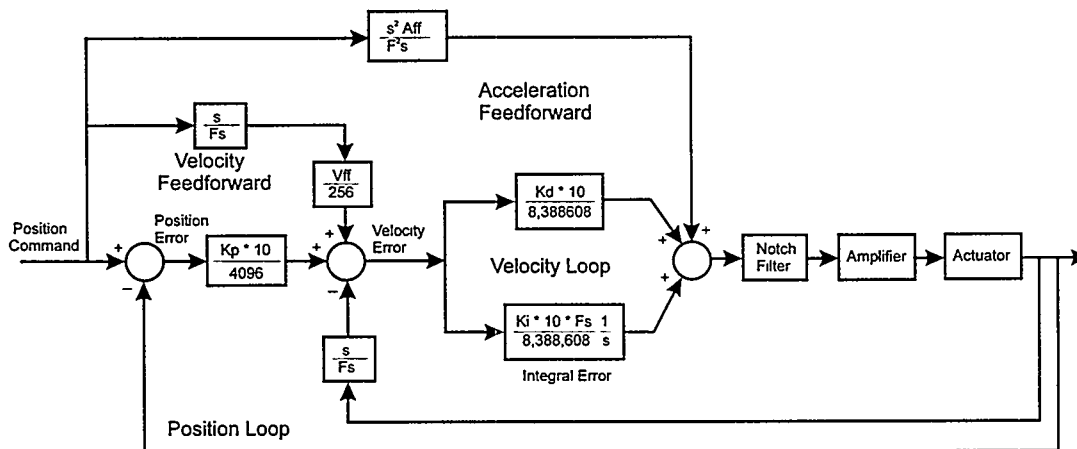 s² Aff
F²s
Acceleration
Feedforward
s
Fs
Velocity
Feedforward
Vff
256
Kd * 10
8,388608
Position
Command
+
−
Position
Error
Kp * 10
4096
+
+
−
Velocity
Error
Velocity Loop
+
+
+
Notch
Filter
Amplifier
Actuator
Ki * 10 * Fs 1
8,388,608 s
Integral Error
s
Fs
Position Loop